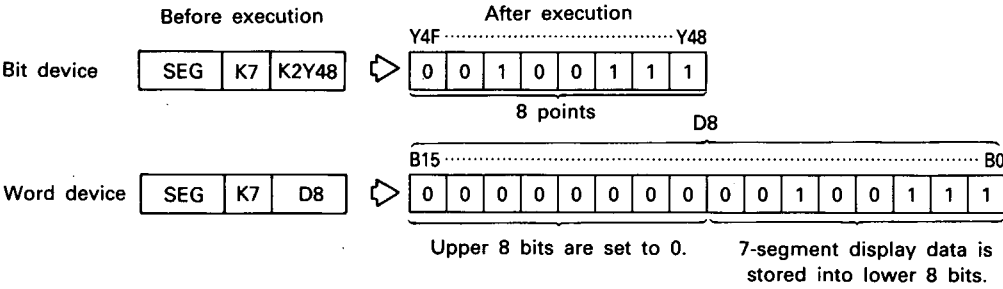 Before execution
After execution
Y4F Y48
Bit device SEG K7 K2Y48 0 0 1 0 0 1 1 1
8 points
D8
B15 B0
Word device SEG K7 D8 0 0 0 0 0 0 0 0 0 0 1 0 0 1 1 1
Upper 8 bits are set to 0.
7-segment display data is
stored into lower 8 bits.